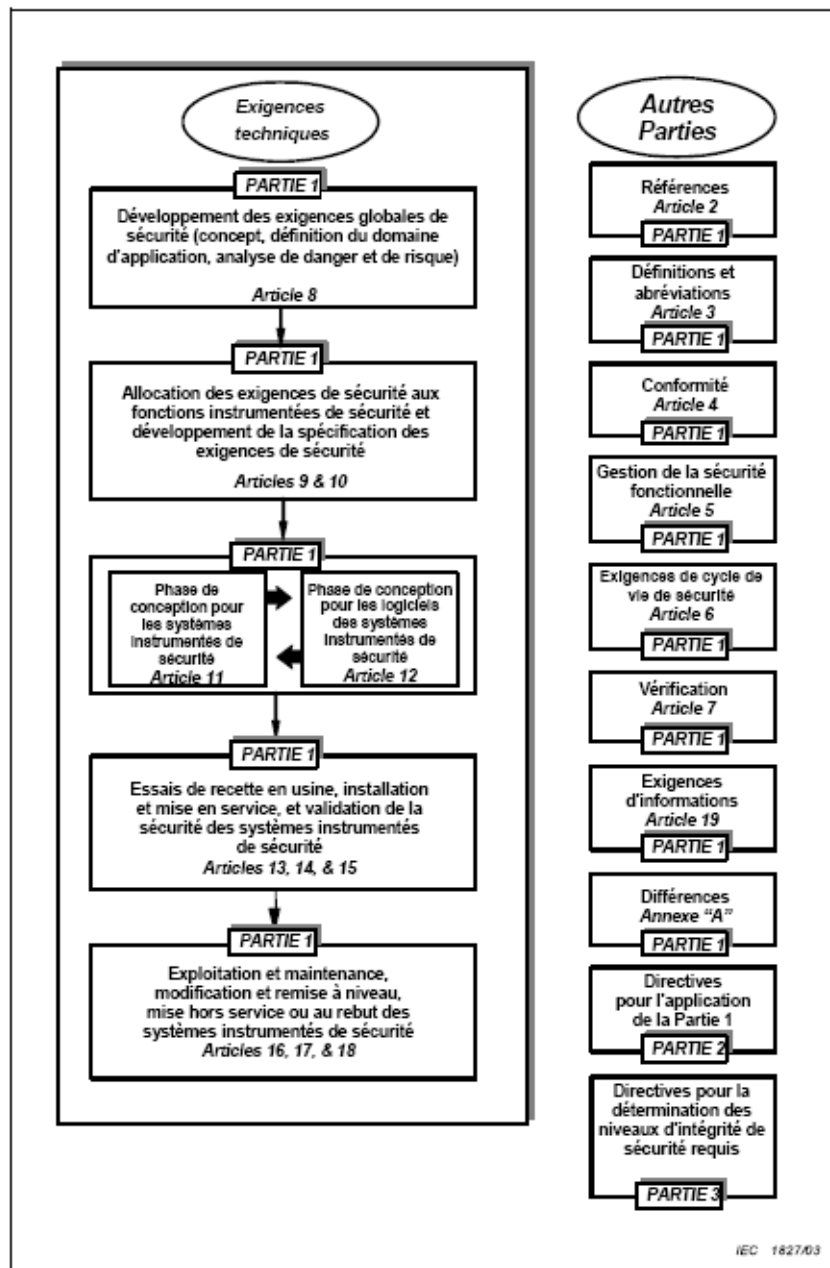 Exigences
techniques
PARTIE 1
Développement des exigences globales de
sécurité (concept, définition du domaine
d'application, analyse de danger et de risque)
Article 8
PARTIE 1
Allocation des exigences de sécurité aux
fonctions instrumentées de sécurité et
développement de la spécification des
exigences de sécurité
Articles 9 & 10
PARTIE 1
Phase de
conception pour
les systèmes
instrumentés de
sécurité
Article 11
Phase de conception
pour les logiciels
des systèmes
instrumentés de
sécurité
Article 12
PARTIE 1
Essais de recette en usine, installation
et mise en service, et validation de la
sécurité des systèmes instrumentés
de sécurité
Articles 13, 14, & 15
PARTIE 1
Exploitation et maintenance,
modification et remise à niveau,
mise hors service ou au rebut des
systèmes instrumentés de sécurité
Articles 16, 17, & 18
Autres
Parties
Références
Article 2
PARTIE 1
Définitions et
abréviations
Article 3
PARTIE 1
Conformité
Article 4
PARTIE 1
Gestion de la sécurité
fonctionnelle
Article 5
PARTIE 1
Exigences de cycle de
vie de sécurité
Article 6
PARTIE 1
Vérification
Article 7
PARTIE 1
Exigences
d'informations
Article 19
PARTIE 1
Différences
Annexe "A"
PARTIE 1
Directives
pour l'application
de la Partie 1
PARTIE 2
Directives pour la
détermination des
niveaux d'intégrité de
sécurité requis
PARTIE 3
IEC 1827/03